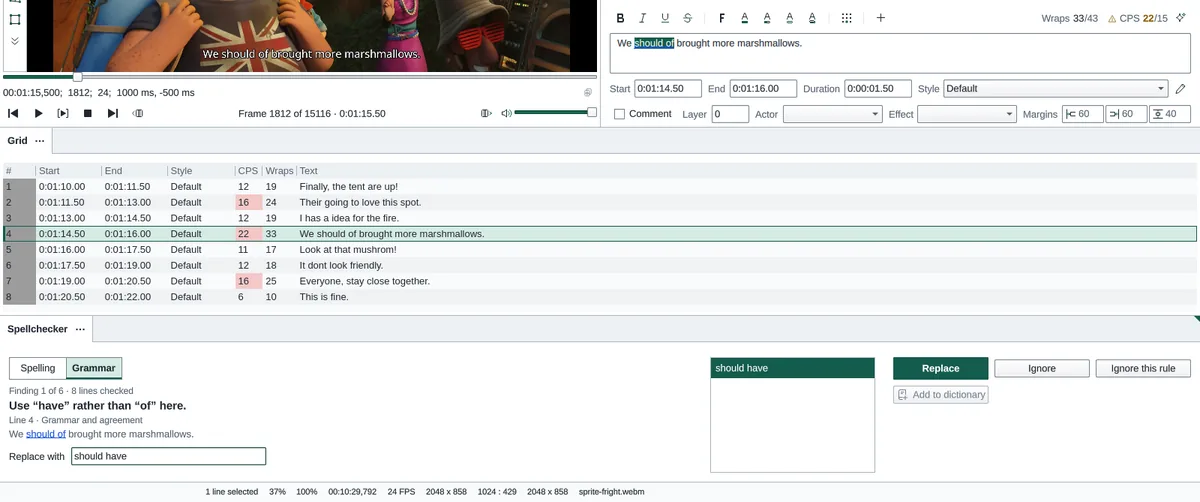 We should of brought more marshmallows.
B I U S F A A A A
Wraps 33/43 CPS 22/15
We should of brought more marshmallows.
Start 0:01:14.50 End 0:01:16.00 Duration 0:00:01.50 Style Default
Comment Layer 0 Actor Effect Margins 60 60 40
00:01:15,500; 1812; 24; 1000 ms, -500 ms
Frame 1812 of 15116 · 0:01:15.50
Grid ···
# Start End Style CPS Wraps Text
1 0:01:10.00 0:01:11.50 Default 12 19 Finally, the tent are up!
2 0:01:11.50 0:01:13.00 Default 16 24 Their going to love this spot.
3 0:01:13.00 0:01:14.50 Default 12 19 I has a idea for the fire.
4 0:01:14.50 0:01:16.00 Default 22 33 We should of brought more marshmallows.
5 0:01:16.00 0:01:17.50 Default 11 17 Look at that mushrom!
6 0:01:17.50 0:01:19.00 Default 12 18 It dont look friendly.
7 0:01:19.00 0:01:20.50 Default 16 25 Everyone, stay close together.
8 0:01:20.50 0:01:22.00 Default 6 10 This is fine.
Spellchecker ···
Spelling Grammar
Finding 1 of 6 · 8 lines checked
Use “have” rather than “of” here.
Line 4 · Grammar and agreement
We should of brought more marshmallows.
Replace with should have
should have
Replace Ignore Ignore this rule
Add to dictionary
1 line selected 37% 100% 00:10:29,792 24 FPS 2048 x 858 1024 : 429 2048 x 858 sprite-fright.webm